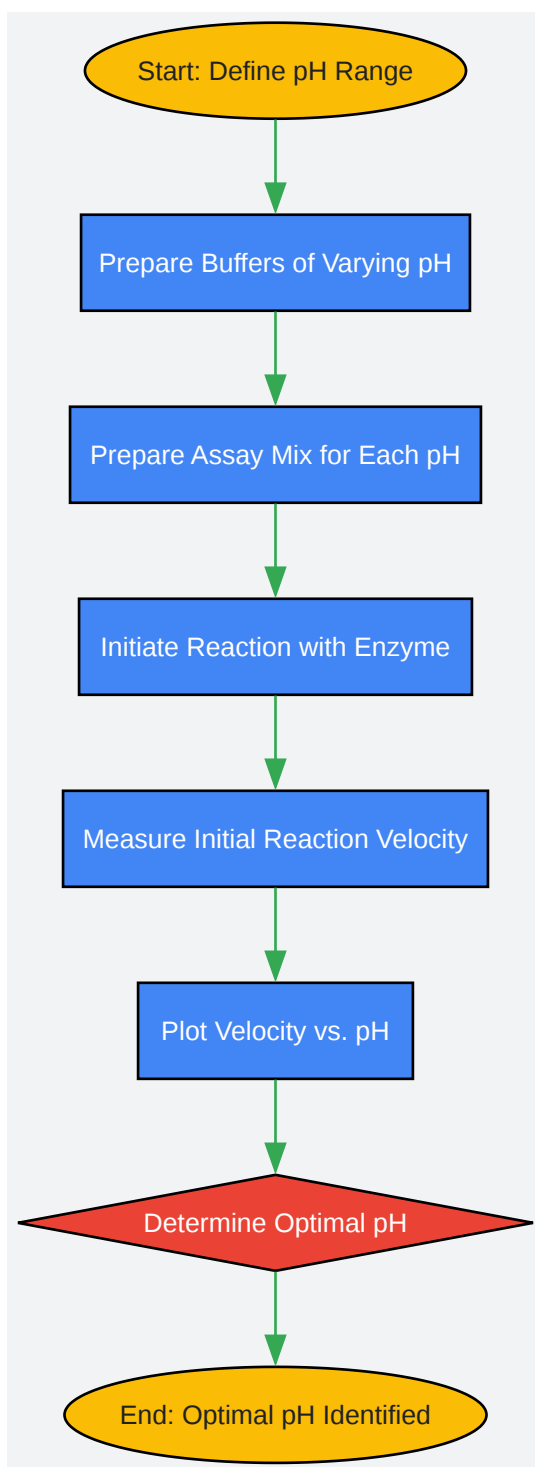 Start: Define pH Range
Prepare Buffers of Varying pH
Prepare Assay Mix for Each pH
Initiate Reaction with Enzyme
Measure Initial Reaction Velocity
Plot Velocity vs. pH
Determine Optimal pH
End: Optimal pH Identified